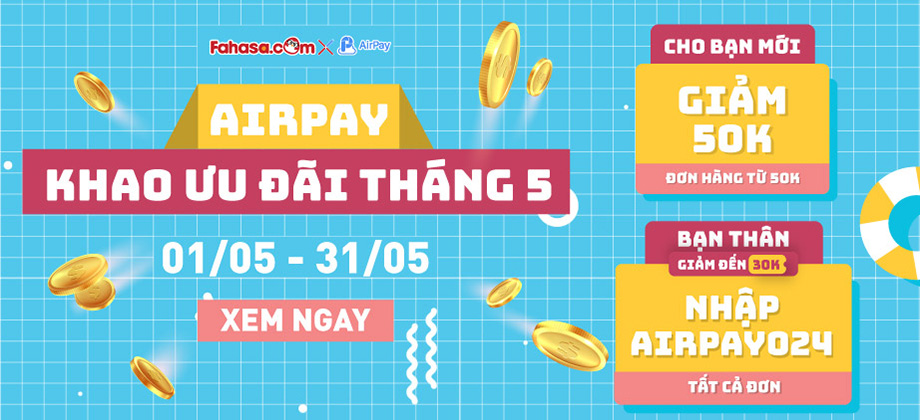 Fahasa.com X AirPay
AIRPAY
KHAO ƯU ĐÃI THÁNG 5
01/05 - 31/05
XEM NGAY
CHO BẠN MỚI
GIẢM
50K
ĐƠN HÀNG TỪ 50K
BẠN THÂN
GIẢM ĐẾN 30K
NHẬP
AIRPAY024
TẤT CẢ ĐƠN